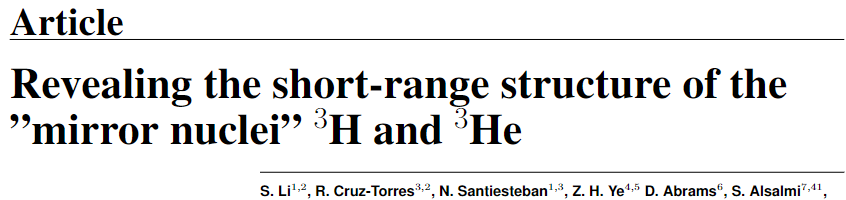 Article
Revealing the short-range structure of the
”mirror nuclei” ³H and ³He
S. Li¹,², R. Cruz-Torres³,², N. Santiesteban¹,³, Z. H. Ye⁴,⁵ D. Abrams⁶, S. Alsalmi⁷,⁴¹,